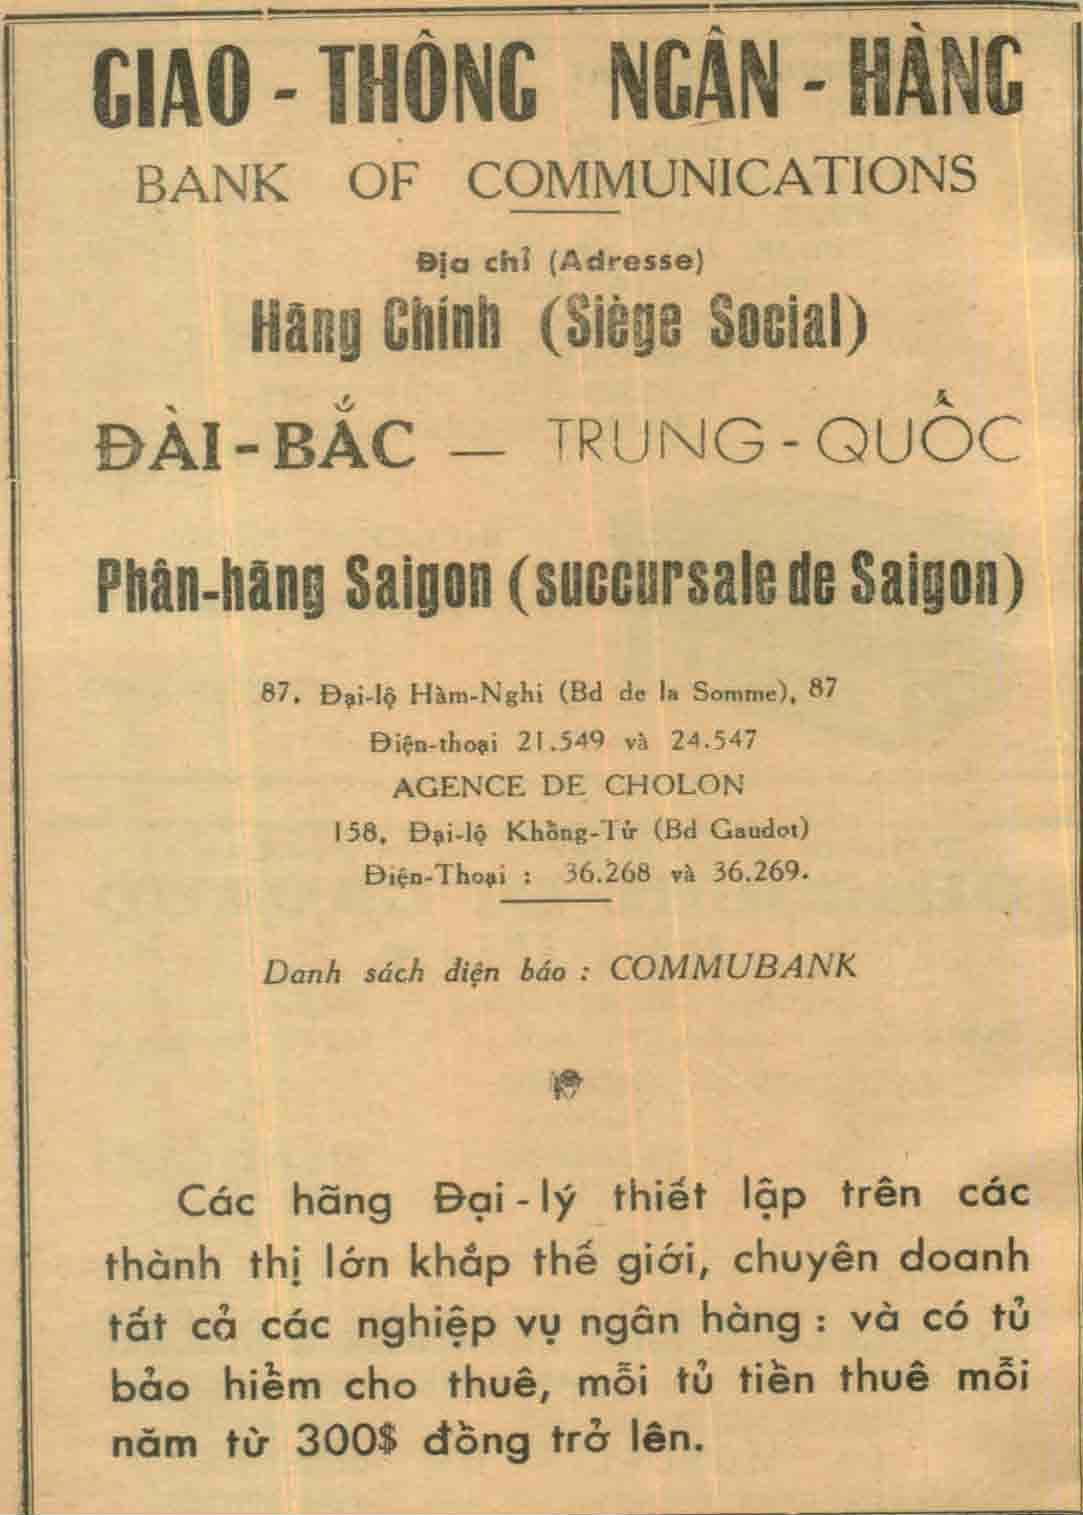 GIAO - THÔNG NGÂN - HÀNG
BANK OF COMMUNICATIONS
Địa chỉ (Adresse)
Hãng Chính (Siège Social)
ĐÀI - BẮC — TRUNG - QUỐC
Phân-hãng Saigon (succursale de Saigon)
87, Đại-lộ Hàm-Nghi (Bd de la Somme), 87
Điện-thoại 21.549 và 24.547
AGENCE DE CHOLON
158, Đại-lộ Khổng-Tử (Bd Gaudot)
Điện-Thoại : 36.268 và 36.269.
Danh sách điện báo : COMMUBANK
Các hãng Đại - lý thiết lập trên các
thành thị lớn khắp thế giới, chuyên doanh
tất cả các nghiệp vụ ngân hàng : và có tủ
bảo hiểm cho thuê, mỗi tủ tiền thuê mỗi
năm từ 300$ đồng trở lên.